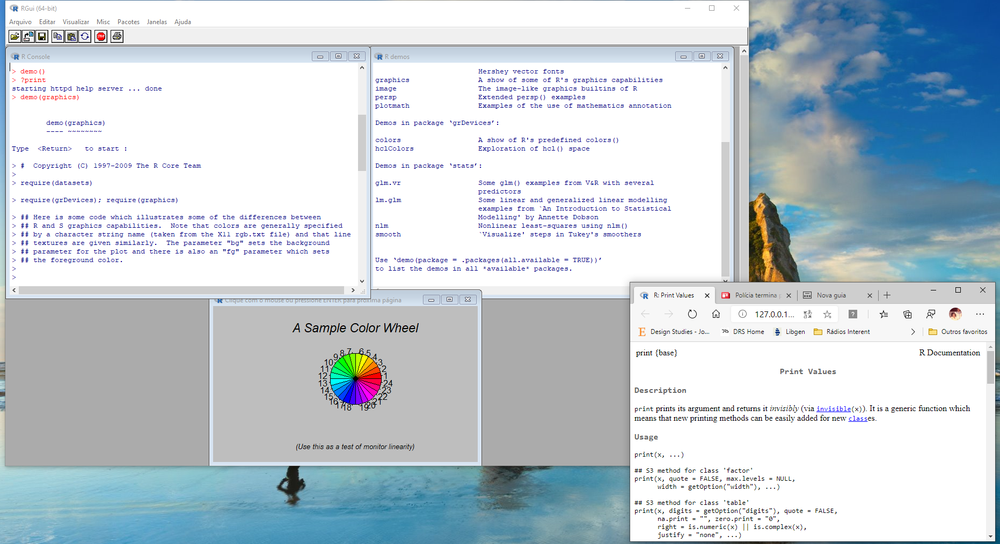 RGui (64-bit)
Arquivo Editar Visualizar Misc Pacotes Janelas Ajuda
STOP
R Console
> demo()
> ?print
starting httpd help server ... done
> demo(graphics)
demo(graphics)
---- ~~~~~~~~
Type  <Return>   to start :
> #  Copyright (C) 1997-2009 The R Core Team
>
> require(datasets)
> require(grDevices); require(graphics)
> ## Here is some code which illustrates some of the differences between
> ## R and S graphics capabilities.  Note that colors are generally specified
> ## by a character string name (taken from the X11 rgb.txt file) and that line
> ## textures are given similarly.  The parameter "bg" sets the background
> ## parameter for the plot and there is also an "fg" parameter which sets
> ## the foreground color.
>
>
R demos
Hershey vector fonts
graphics A show of some of R's graphics capabilities
image The image-like graphics builtins of R
persp Extended persp() examples
plotmath Examples of the use of mathematics annotation
Demos in package ‘grDevices’:
colors A show of R's predefined colors()
hclColors Exploration of hcl() space
Demos in package ‘stats’:
glm.vr Some glm() examples from V&R with several
predictors
lm.glm Some linear and generalized linear modelling
examples from `An Introduction to Statistical
Modelling' by Annette Dobson
nlm Nonlinear least-squares using nlm()
smooth `Visualize' steps in Tukey's smoothers
Use ‘demo(package = .packages(all.available = TRUE))’
to list the demos in all *available* packages.
Clique com o mouse ou pressione ENTER para próxima página
A Sample Color Wheel
1
2
3
4
5
6
7
8
9
10
11
12
13
14
15
16
17
18
19
20
21
22
23
24
(Use this as a test of monitor linearity)
R: Print Values
Polícia termina
Nova guia
127.0.0.1...
Design Studies - Jo... DRS Home Libgen Rádios Interent Outros favoritos
print {base} R Documentation
Print Values
Description
print prints its argument and returns it invisibly (via invisible(x)). It is a generic function which
means that new printing methods can be easily added for new classes.
Usage
print(x, ...)
## S3 method for class 'factor'
print(x, quote = FALSE, max.levels = NULL,
width = getOption("width"), ...)
## S3 method for class 'table'
print(x, digits = getOption("digits"), quote = FALSE,
na.print = "", zero.print = "0",
right = is.numeric(x) || is.complex(x),
justify = "none", ...)